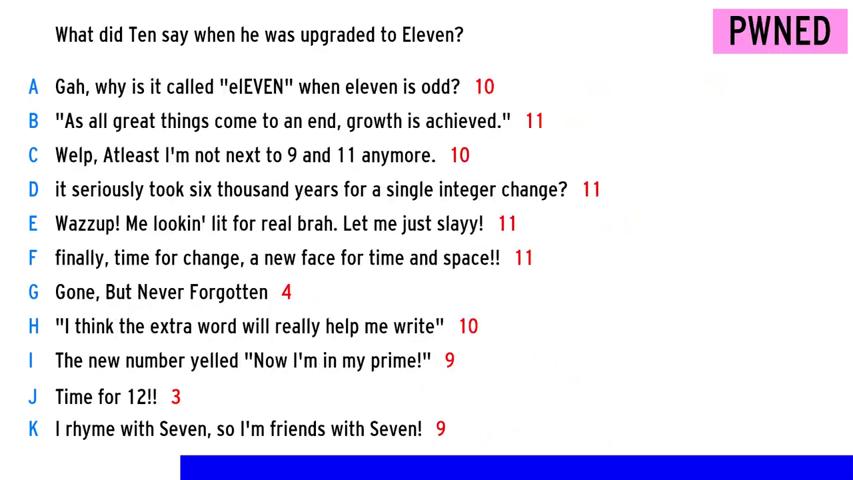 What did Ten say when he was upgraded to Eleven?
PWNED
A Gah, why is it called "elEVEN" when eleven is odd? 10
B "As all great things come to an end, growth is achieved." 11
C Welp, Atleast I'm not next to 9 and 11 anymore. 10
D it seriously took six thousand years for a single integer change? 11
E Wazzup! Me lookin' lit for real brah. Let me just slayy! 11
F finally, time for change, a new face for time and space!! 11
G Gone, But Never Forgotten 4
H "I think the extra word will really help me write" 10
I The new number yelled "Now I'm in my prime!" 9
J Time for 12!! 3
K I rhyme with Seven, so I'm friends with Seven! 9